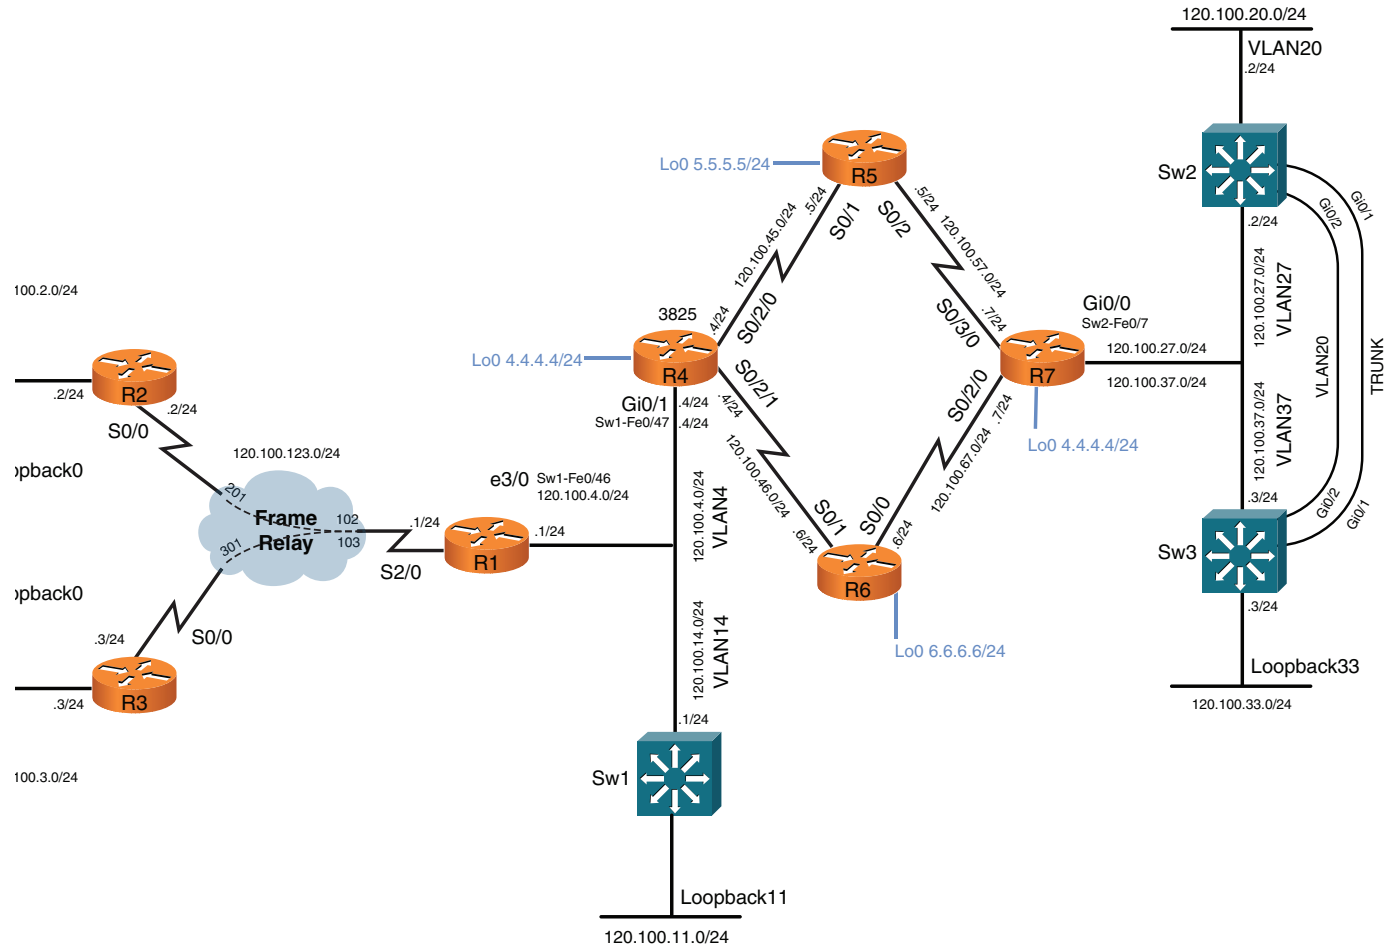 120.100.20.0/24
VLAN20
.2/24
Sw2
Gi0/1
Gi0/2
.2/24
120.100.27.0/24
VLAN27
VLAN20
TRUNK
120.100.37.0/24
VLAN37
.3/24
Gi0/2
Gi0/1
Sw3
.3/24
Loopback33
120.100.33.0/24
Lo0 5.5.5.5/24
R5
.5/24
S0/1
120.100.45.0/24
.4/24
S0/2/0
S0/2
.5/24
120.100.57.0/24
S0/3/0
.7/24
Gi0/0
Sw2-Fe0/7
120.100.27.0/24
120.100.37.0/24
R7
Lo0 4.4.4.4/24
3825
Lo0 4.4.4.4/24
R4
S0/2/1
.4/24
120.100.46.0/24
S0/1
.6/24
S0/2/0
.7/24
120.100.67.0/24
S0/0
.6/24
R6
Lo0 6.6.6.6/24
Gi0/1
Sw1-Fe0/47
.4/24
.4/24
120.100.4.0/24
VLAN4
120.100.14.0/24
VLAN14
.1/24
Sw1
Loopback11
120.100.11.0/24
e3/0
Sw1-Fe0/46
120.100.4.0/24
.1/24
R1
.1/24
S2/0
120.100.123.0/24
201
102
Frame
Relay
103
301
100.2.0/24
R2
.2/24
.2/24
S0/0
opback0
opback0
.3/24
S0/0
R3
.3/24
100.3.0/24